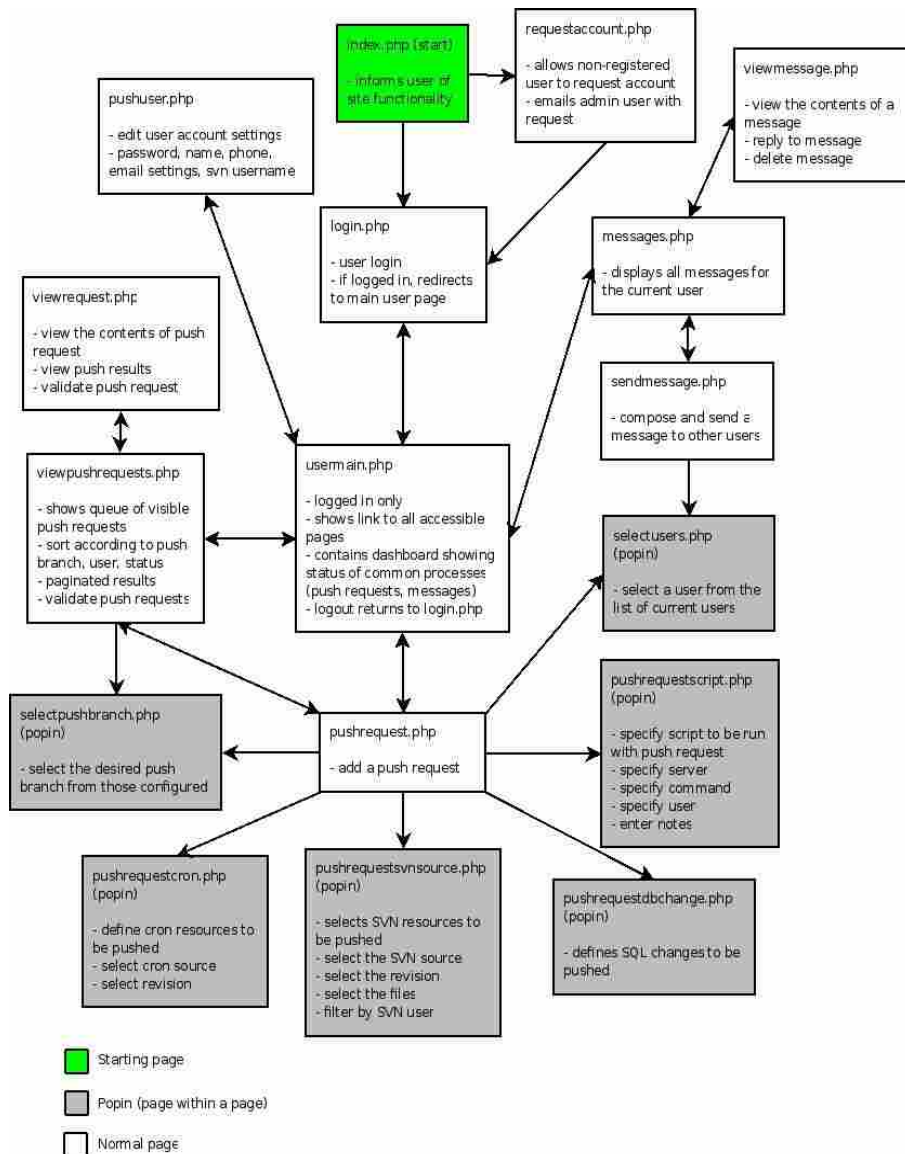 index.php (start)
- informs user of
site functionality
requestaccount.php
- allows non-registered
user to request account
- emails admin user with
request
viewmessage.php
- view the contents of a
message
- reply to message
- delete message
pushuser.php
- edit user account settings
- password, name, phone,
email settings, svn username
login.php
- user login
- if logged in, redirects
to main user page
messages.php
- displays all messages for
the current user
viewrequest.php
- view the contents of push
request
- view push results
- validate push request
sendmessage.php
- compose and send a
message to other users
viewpushrequests.php
- shows queue of visible
push requests
- sort according to push
branch, user, status
- paginated results
- validate push requests
usermain.php
- logged in only
- shows link to all accessible
pages
- contains dashboard showing
status of common processes
(push requests, messages)
- logout returns to login.php
selectusers.php
(popin)
- select a user from the
list of current users
selectpushbranch.php
(popin)
- select the desired push
branch from those configured
pushrequest.php
- add a push request
pushrequestscript.php
(popin)
- specify script to be run
with push request
- specify server
- specify command
- specify user
- enter notes
pushrequestcron.php
(popin)
- define cron resources to
be pushed
- select cron source
- select revision
pushrequestsvnsource.php
(popin)
- selects SVN resources to
be pushed
- select the SVN source
- select the revision
- select the files
- filter by SVN user
pushrequestdbchange.php
(popin)
- defines SQL changes to be
pushed
Starting page
Popin (page within a page)
Normal page